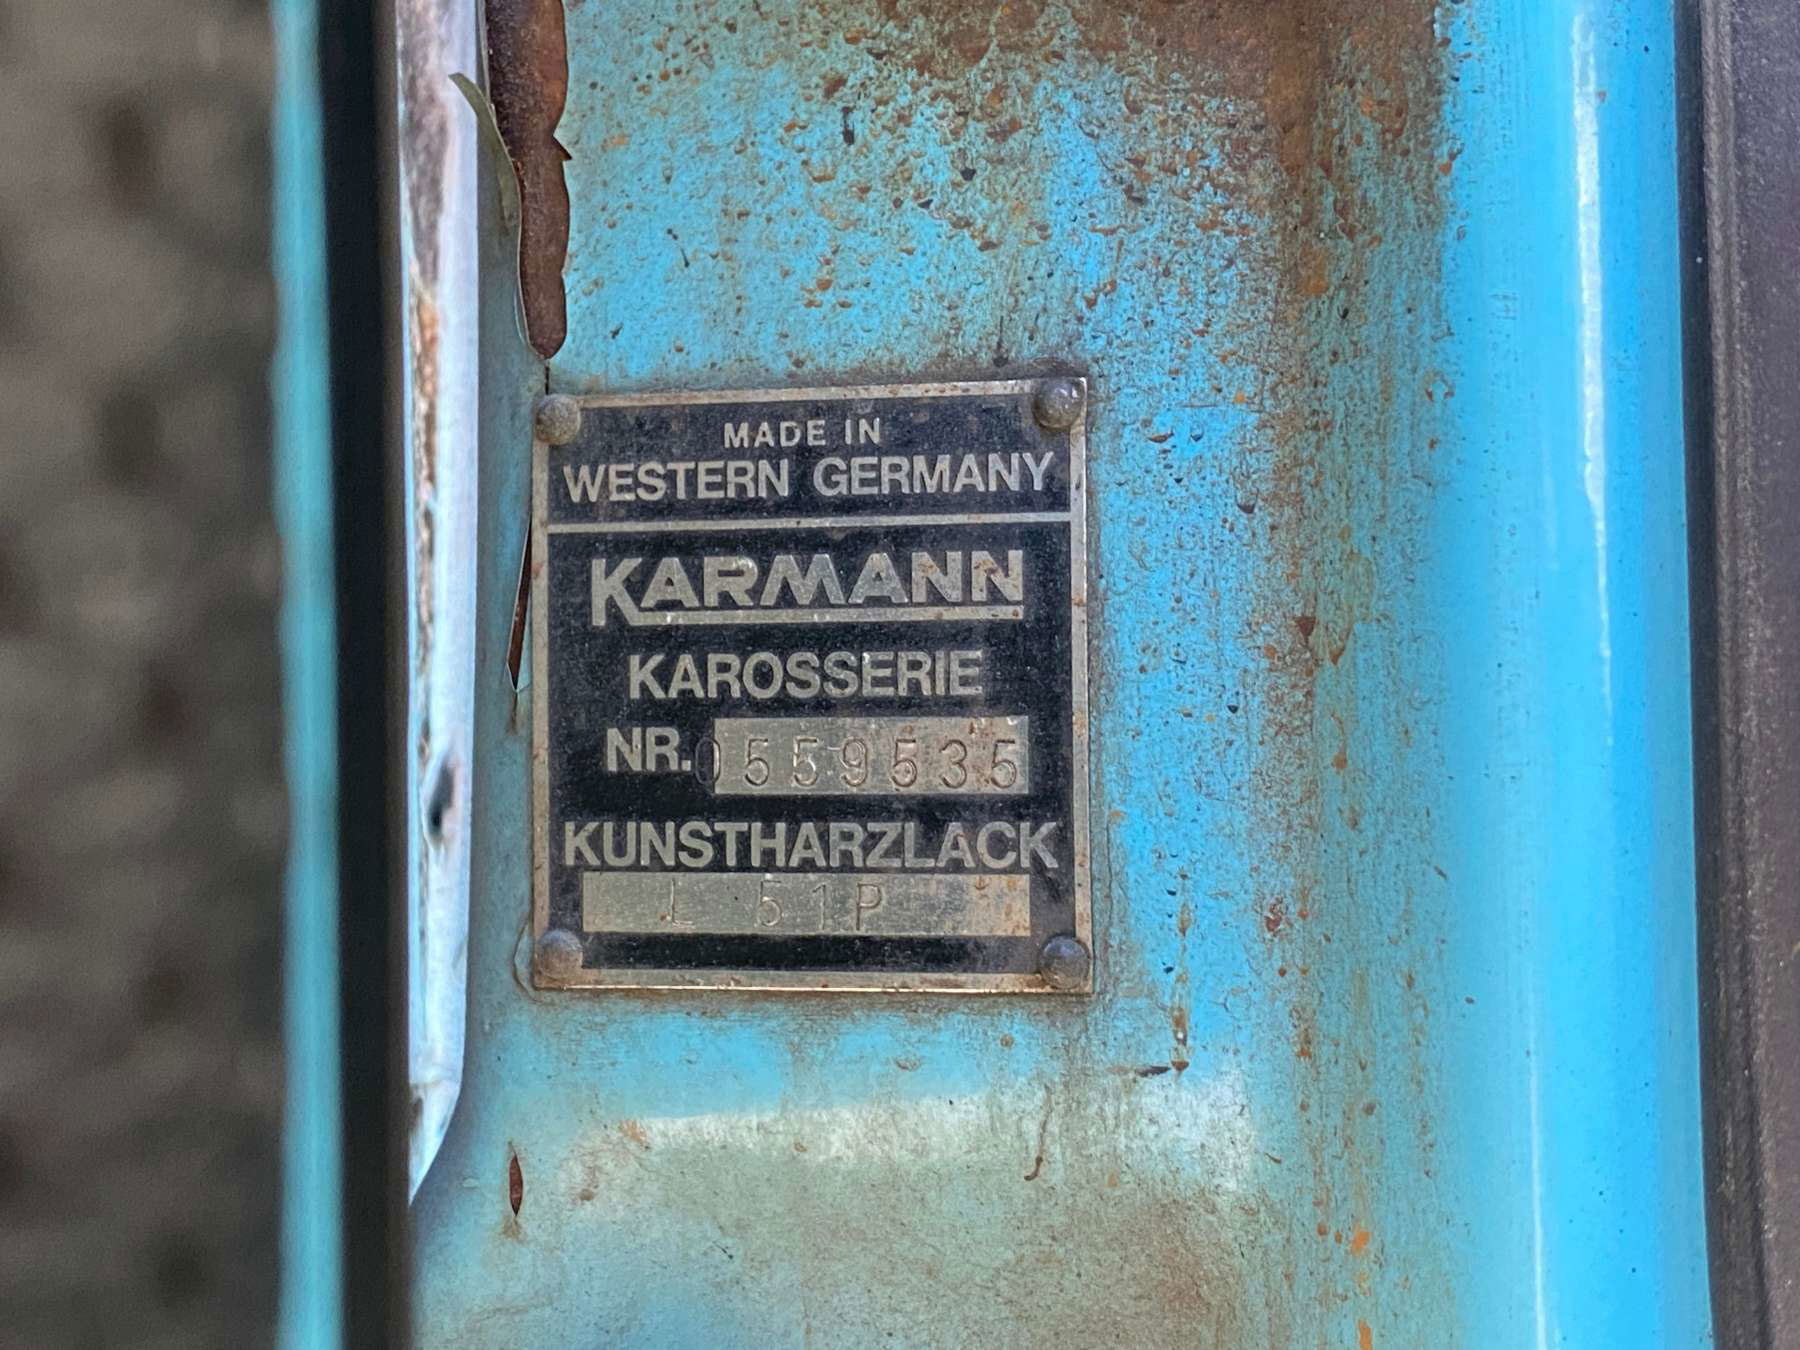 MADE IN
WESTERN GERMANY
KARMANN
KAROSSERIE
NR. 0559535
KUNSTHARZLACK
L 51P